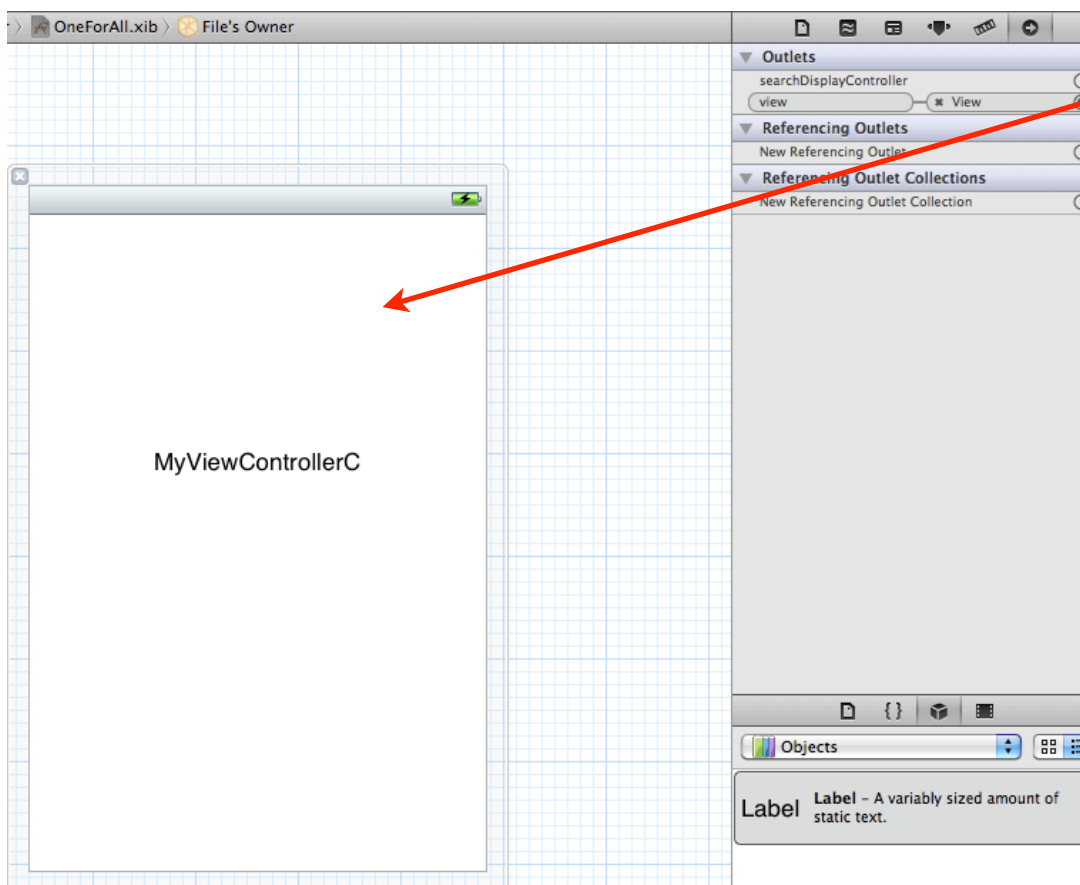 OneForAll.xib File's Owner
Outlets
searchDisplayController
view View
Referencing Outlets
New Referencing Outlet
Referencing Outlet Collections
New Referencing Outlet Collection
MyViewControllerC
{}
Objects
Label
Label - A variably sized amount of
static text.